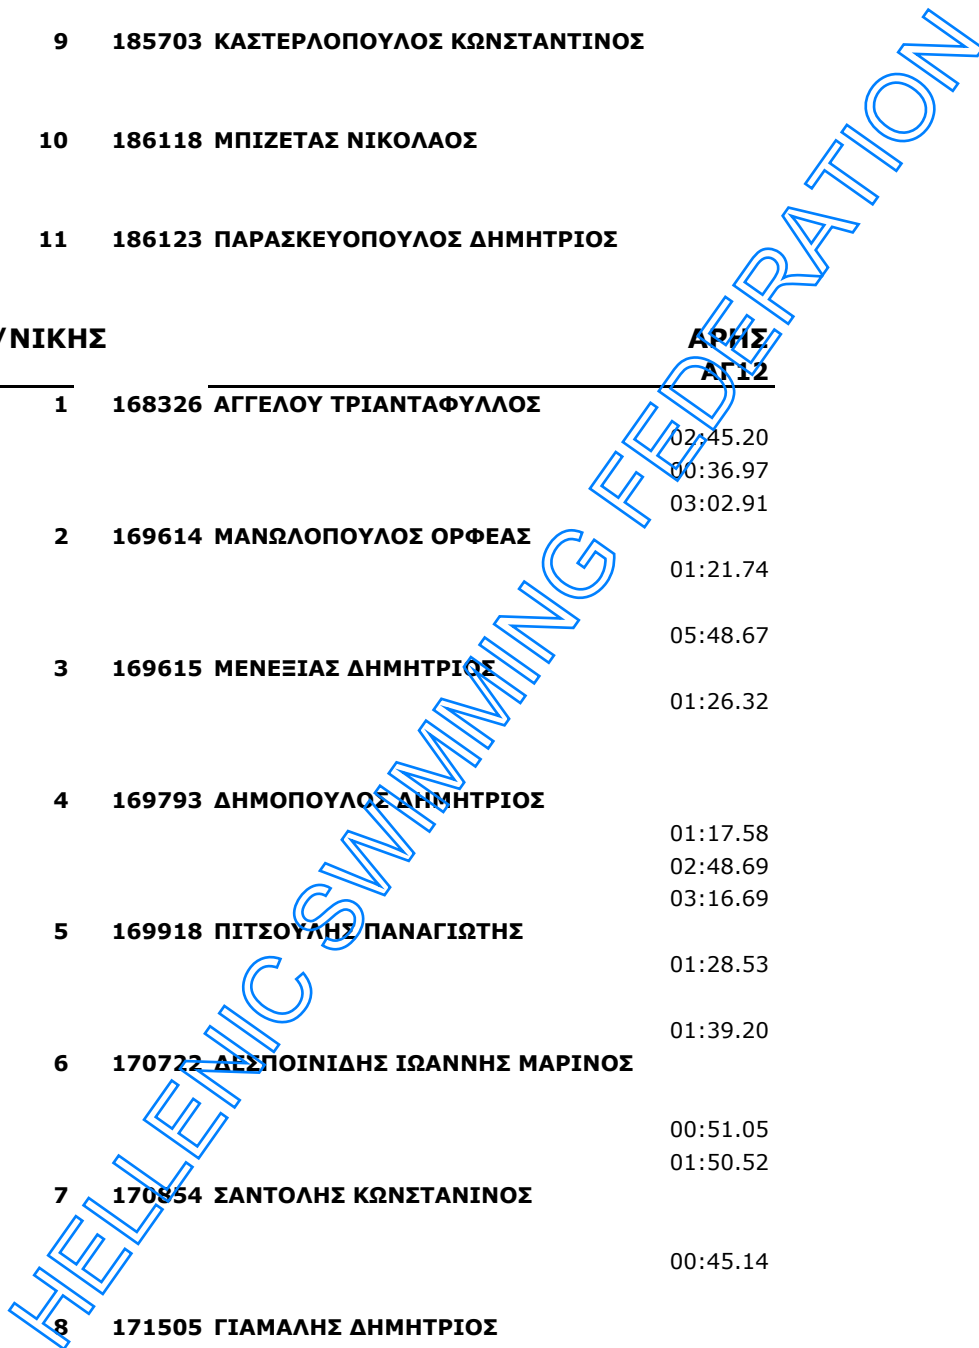 9 185703 ΚΑΣΤΕΡΛΟΠΟΥΛΟΣ ΚΩΝΣΤΑΝΤΙΝΟΣ
10 186118 ΜΠΙΖΕΤΑΣ ΝΙΚΟΛΑΟΣ
11 186123 ΠΑΡΑΣΚΕΥΟΠΟΥΛΟΣ ΔΗΜΗΤΡΙΟΣ
/ΝΙΚΗΣ ΑΡΗΣ
ΑΓ12
1 168326 ΑΓΓΕΛΟΥ ΤΡΙΑΝΤΑΦΥΛΛΟΣ
02:45.20
00:36.97
03:02.91
2 169614 ΜΑΝΩΛΟΠΟΥΛΟΣ ΟΡΦΕΑΣ
01:21.74
05:48.67
3 169615 ΜΕΝΕΞΙΑΣ ΔΗΜΗΤΡΙΟΣ
01:26.32
4 169793 ΔΗΜΟΠΟΥΛΟΣ ΔΗΜΗΤΡΙΟΣ
01:17.58
02:48.69
03:16.69
5 169918 ΠΙΤΣΟΥΛΗΣ ΠΑΝΑΓΙΩΤΗΣ
01:28.53
01:39.20
6 170722 ΔΕΣΠΟΙΝΙΔΗΣ ΙΩΑΝΝΗΣ ΜΑΡΙΝΟΣ
00:51.05
01:50.52
7 170854 ΣΑΝΤΟΛΗΣ ΚΩΝΣΤΑΝΙΝΟΣ
00:45.14
8 171505 ΓΙΑΜΑΛΗΣ ΔΗΜΗΤΡΙΟΣ
HELLENIC SWIMMING FEDERATION